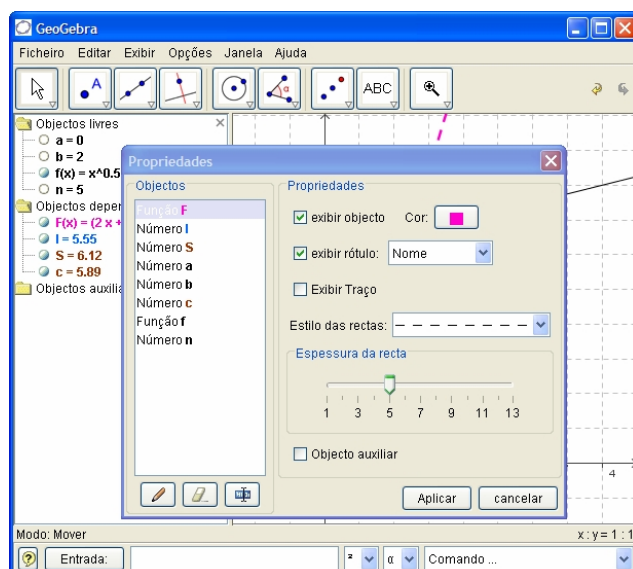 GeoGebra
Ficheiro Editar Exibir Opções Janela Ajuda
A
α
ABC
Objectos livres
a = 0
b = 2
f(x) = x^0.5
n = 5
Objectos depe
F(x) = (2 x +
I = 5.55
S = 6.12
c = 5.89
Objectos auxilia
Propriedades
Objectos
Função F
Número I
Número S
Número a
Número b
Número c
Função f
Número n
Propriedades
exibir objecto Cor:
exibir rótulo: Nome
Exibir Traço
Estilo das rectas:
Espessura da recta
1 3 5 7 9 11 13
Objecto auxiliar
Aplicar cancelar
4
Modo: Mover x : y = 1 : 1
Entrada: ² α Comando ...